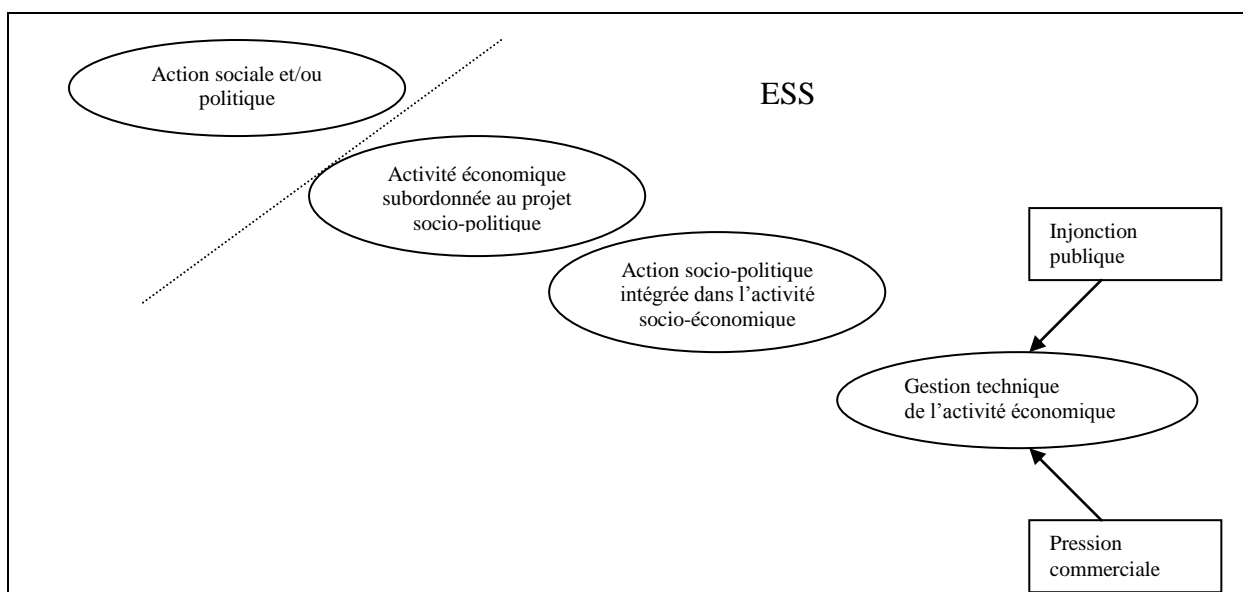 Action sociale et/ou
politique
ESS
Activité économique
subordonnée au projet
socio-politique
Injonction
publique
Action socio-politique
intégrée dans l’activité
socio-économique
Gestion technique
de l’activité économique
Pression
commerciale